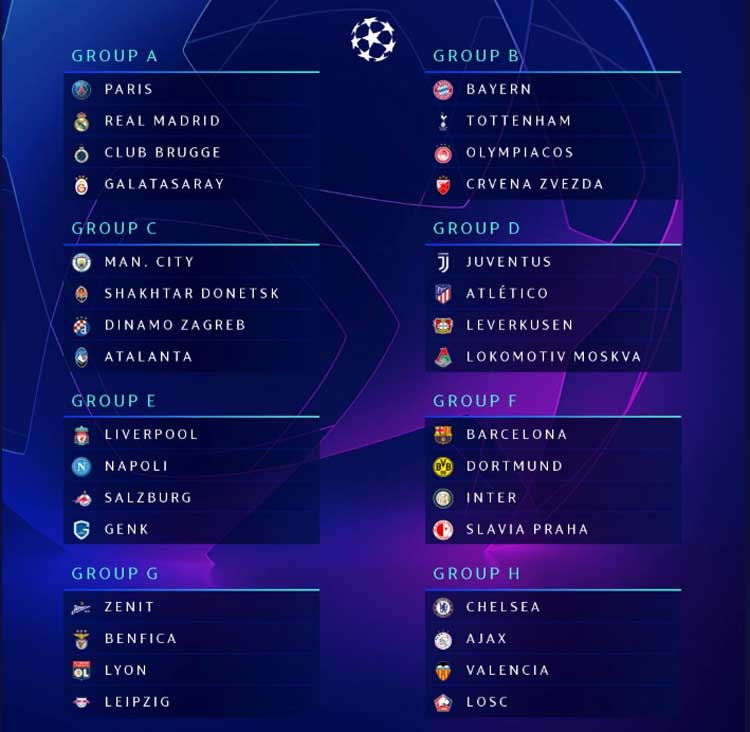 GROUP A
PARIS
REAL MADRID
CLUB BRUGGE
GALATASARAY
GROUP B
BAYERN
TOTTENHAM
OLYMPIACOS
CRVENA ZVEZDA
GROUP C
MAN. CITY
SHAKHTAR DONETSK
DINAMO ZAGREB
ATALANTA
GROUP D
JUVENTUS
ATLÉTICO
LEVERKUSEN
LOKOMOTIV MOSKVA
GROUP E
LIVERPOOL
NAPOLI
SALZBURG
GENK
GROUP F
BARCELONA
DORTMUND
INTER
SLAVIA PRAHA
GROUP G
ZENIT
BENFICA
LYON
LEIPZIG
GROUP H
CHELSEA
AJAX
VALENCIA
LOSC